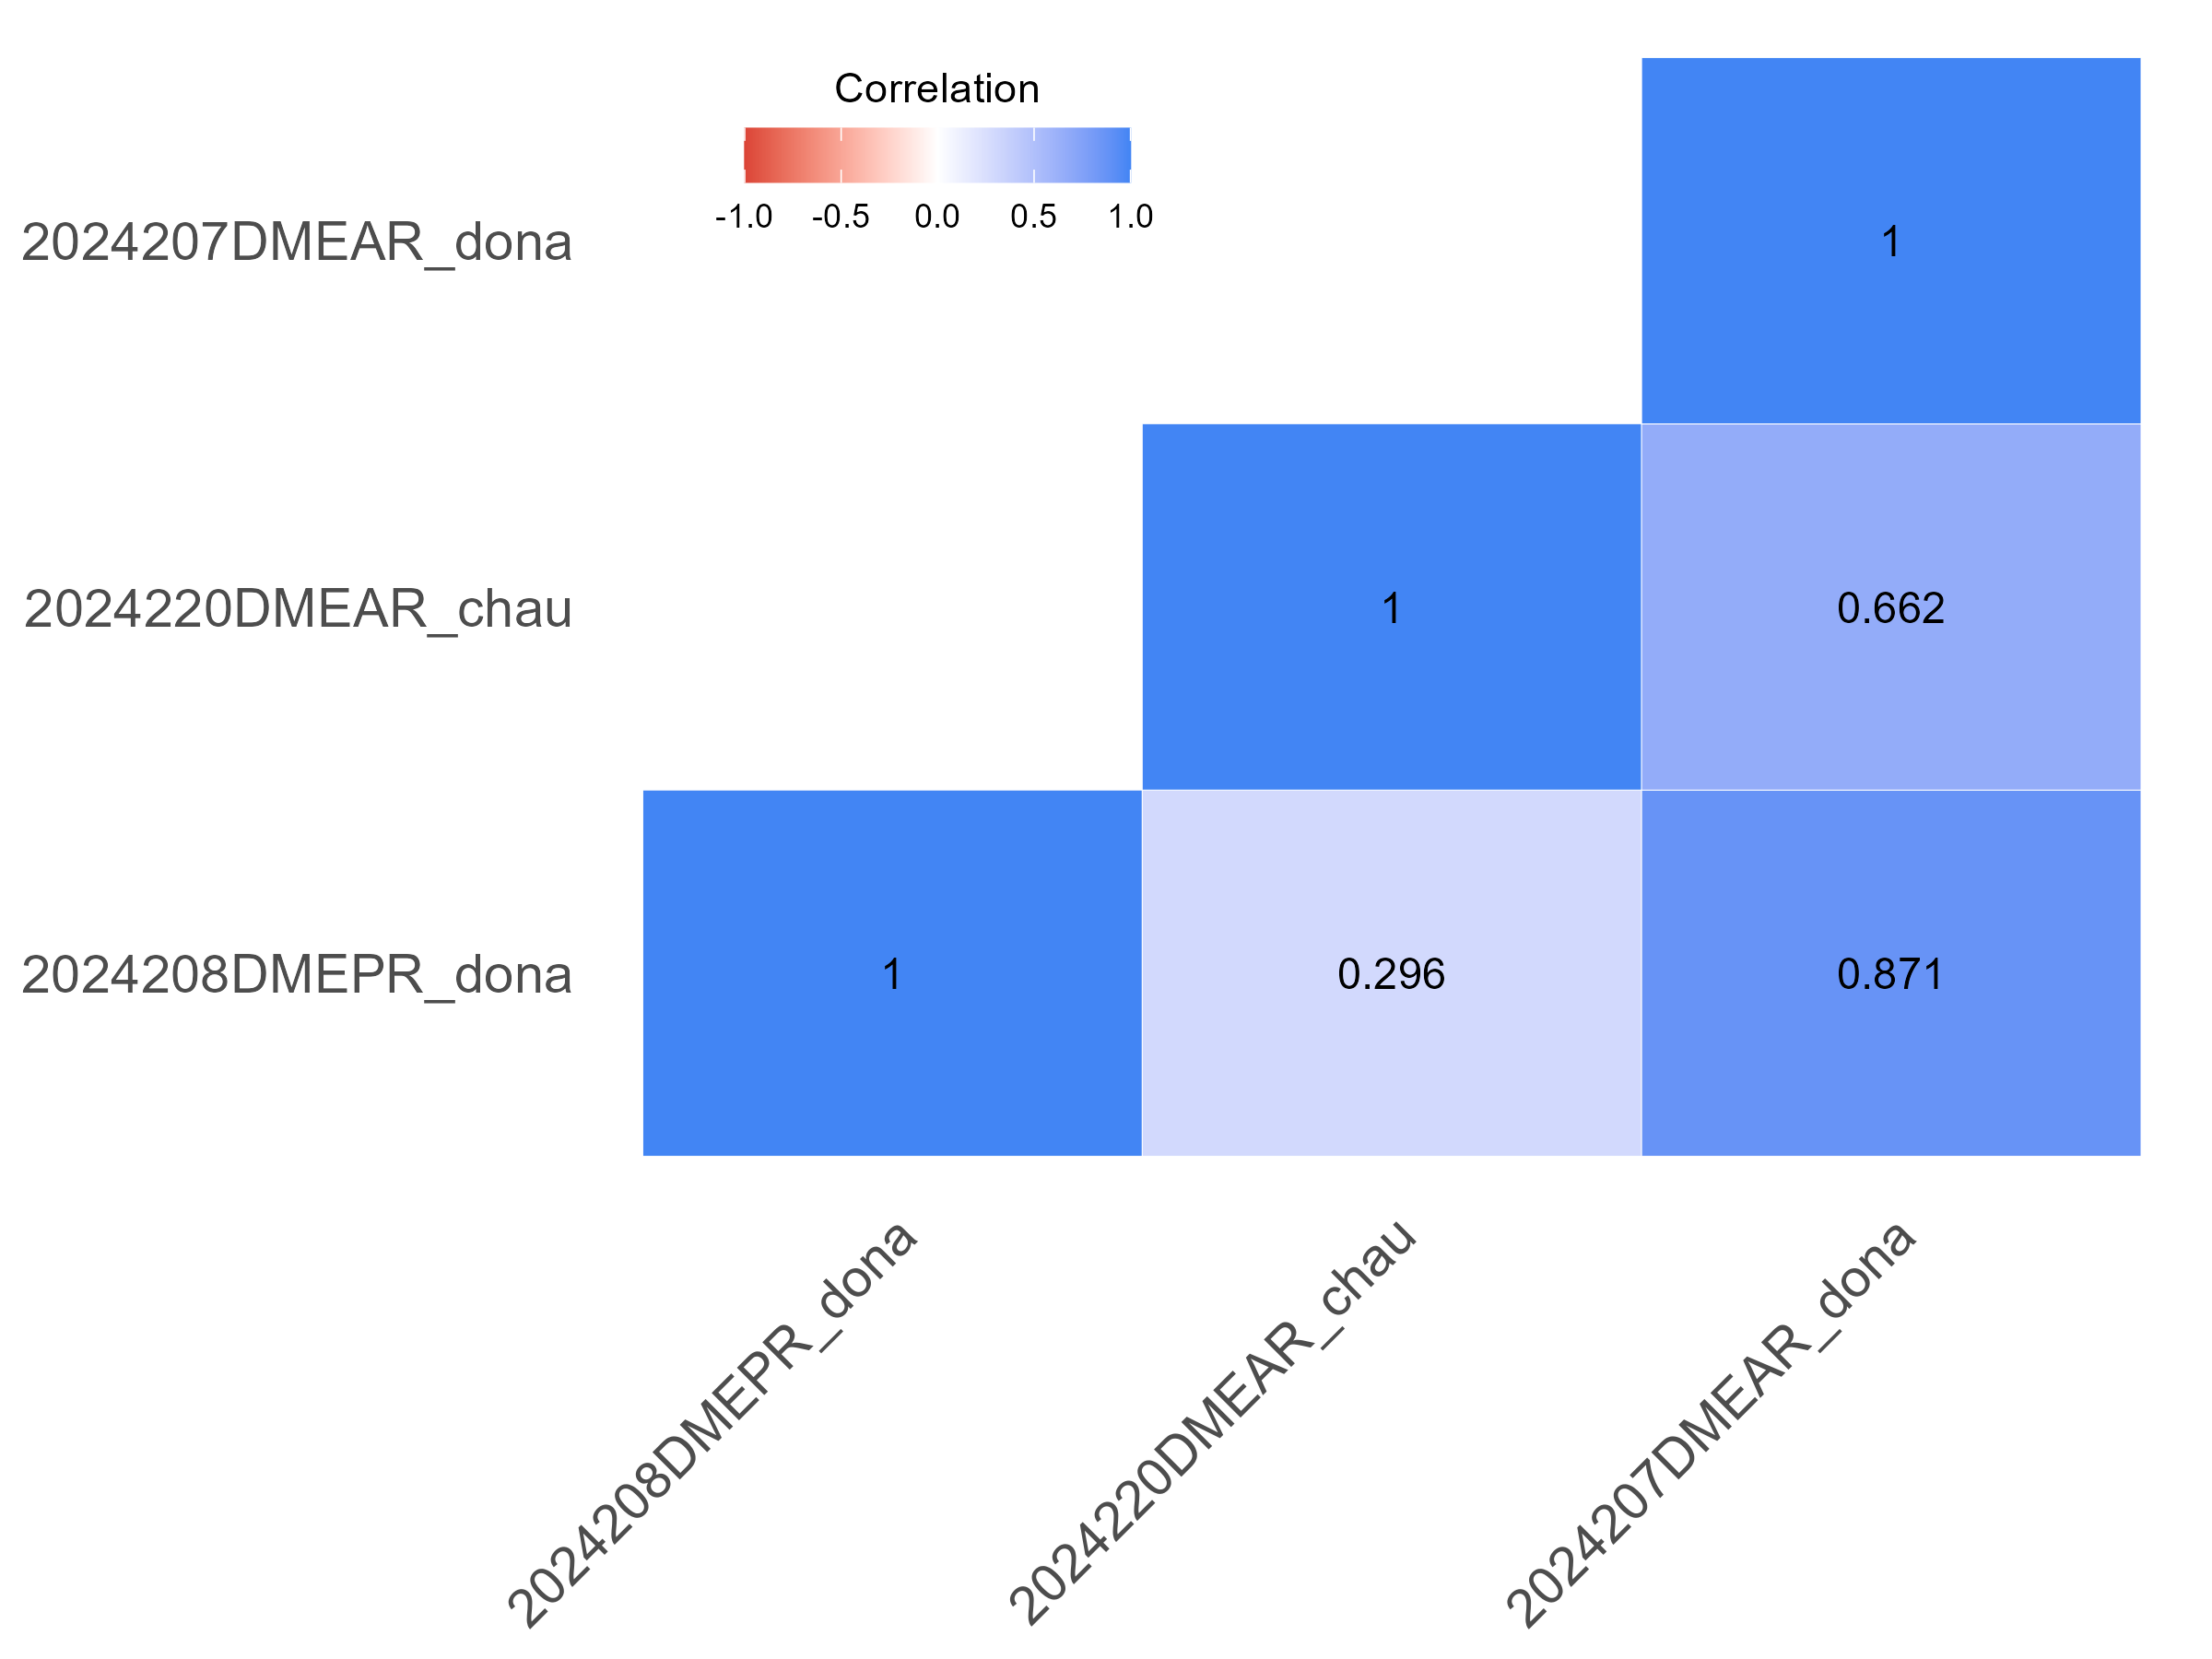 Correlation
-1.0 -0.5 0.0 0.5 1.0
2024207DMEAR_dona 1
2024220DMEAR_chau 1 0.662
2024208DMEPR_dona 1 0.296 0.871
2024208DMEPR_dona 2024220DMEAR_chau 2024207DMEAR_dona